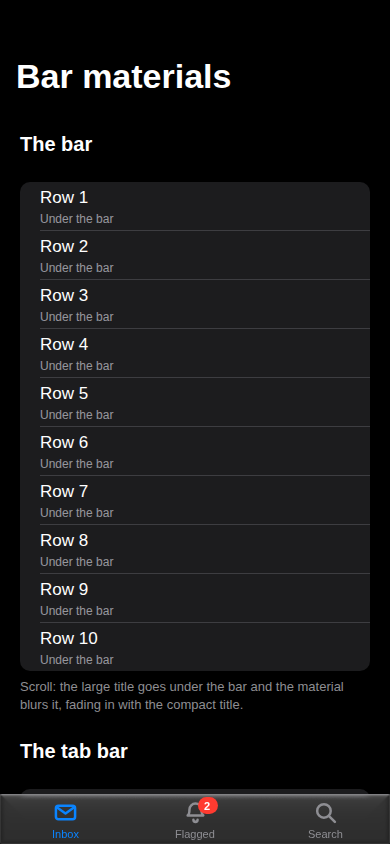 Bar materials
The bar
Row 1
Under the bar
Row 2
Under the bar
Row 3
Under the bar
Row 4
Under the bar
Row 5
Under the bar
Row 6
Under the bar
Row 7
Under the bar
Row 8
Under the bar
Row 9
Under the bar
Row 10
Under the bar
Scroll: the large title goes under the bar and the material
blurs it, fading in with the compact title.
The tab bar
2
Inbox Flagged Search